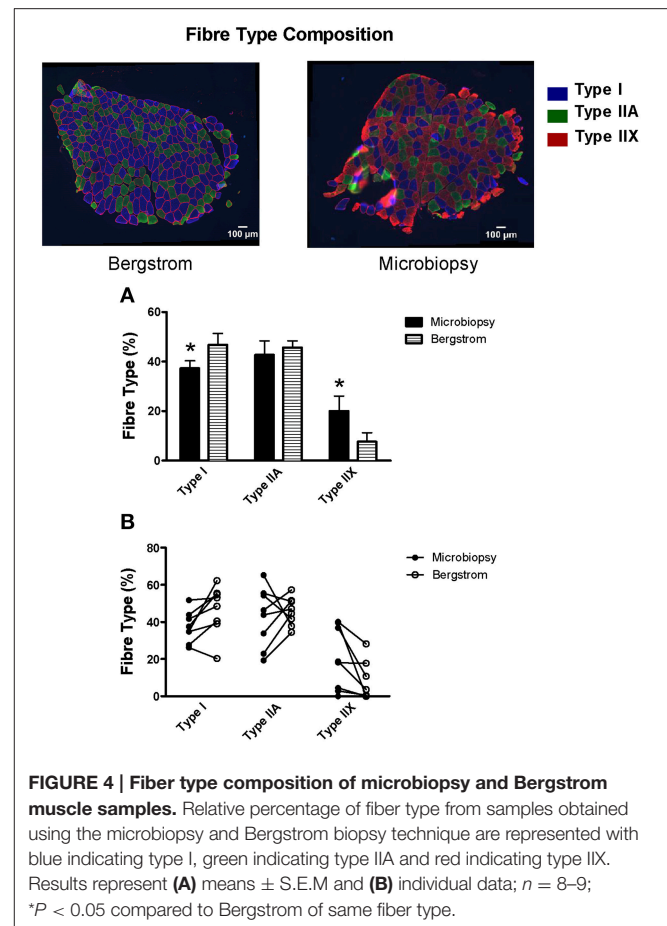 Fibre Type Composition
Type I
Type IIA
Type IIX
100 µm
100 µm
Bergstrom
Microbiopsy
A
Fibre Type (%)
60
40
20
0
*
*
Microbiopsy
Bergstrom
Type I
Type IIA
Type IIX
B
Fibre Type (%)
80
60
40
20
0
Microbiopsy
Bergstrom
Type I
Type IIA
Type IIX
FIGURE 4 | Fiber type composition of microbiopsy and Bergstrom
muscle samples. Relative percentage of fiber type from samples obtained
using the microbiopsy and Bergstrom biopsy technique are represented with
blue indicating type I, green indicating type IIA and red indicating type IIX.
Results represent (A) means ± S.E.M and (B) individual data; n = 8–9;
*P < 0.05 compared to Bergstrom of same fiber type.